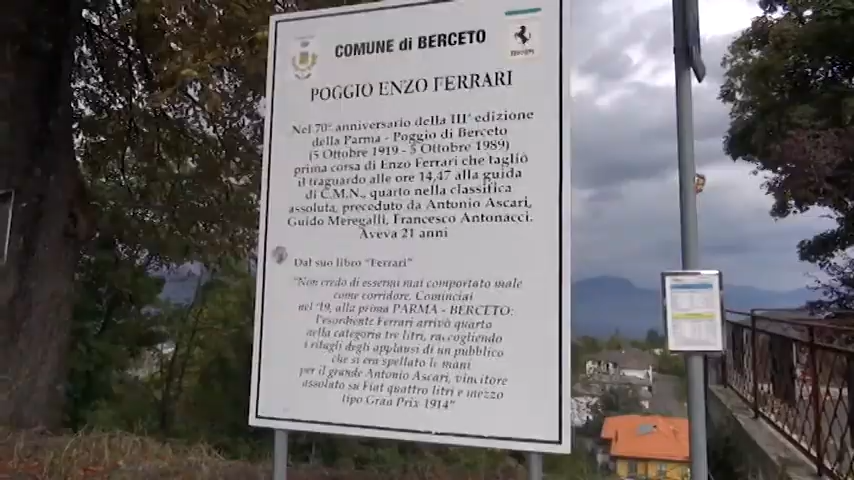 COMUNE DI BERCETO
Ferrari
POGGIO ENZO FERRARI
Nel 70° anniversario della IIIª edizione
della Parma - Poggio di Berceto
(5 Ottobre 1919 - 5 Ottobre 1989)
prima corsa di Enzo Ferrari che tagliò
il traguardo alle ore 14,47 alla guida
di C.M.N., quarto nella classifica
assoluta, preceduto da Antonio Ascari,
Guido Meregalli, Francesco Antonacci.
Aveva 21 anni
Dal suo libro "Ferrari"
"Non credo di essermi mai comportato male
come corridore. Cominciai
nel '19, alla prima PARMA - BERCETO:
l'esordiente Ferrari arrivò quarto
nella categoria tre litri, raccogliendo
i rifugli degli applausi di un pubblico
che si era spellato le mani
per il grande Antonio Ascari, vincitore
assoluto su Fiat quattro litri e mezzo
tipo Gran Prix 1914"